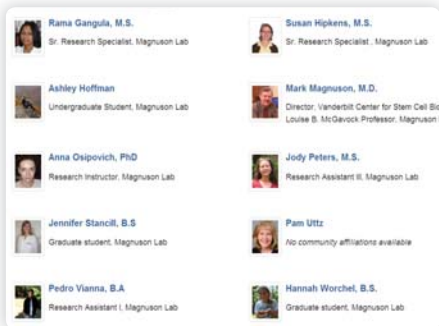 Rama Gangula, M.S.
Sr. Research Specialist, Magnuson Lab
Susan Hipkens, M.S.
Sr. Research Specialist , Magnuson Lab
Ashley Hoffman
Undergraduate Student, Magnuson Lab
Mark Magnuson, M.D.
Director, Vanderbilt Center for Stem Cell Bio
Louise B. McGavock Professor, Magnuson
Anna Osipovich, PhD
Research Instructor, Magnuson Lab
Jody Peters, M.S.
Research Assistant III, Magnuson Lab
Jennifer Stancill, B.S
Graduate student, Magnuson Lab
Pam Uttz
No community affiliations available
Pedro Vianna, B.A
Research Assistant I, Magnuson Lab
Hannah Worchel, B.S.
Graduate student, Magnuson Lab